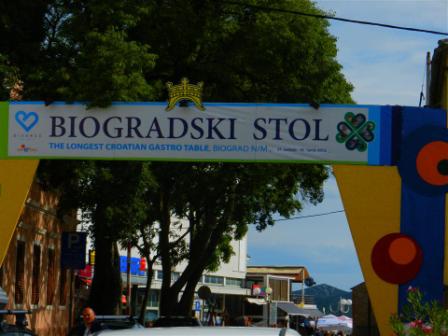 BIOGRADSKI STOL
THE LONGEST CROATIAN GASTRO TABLE, BIOGRAD N/M,
P